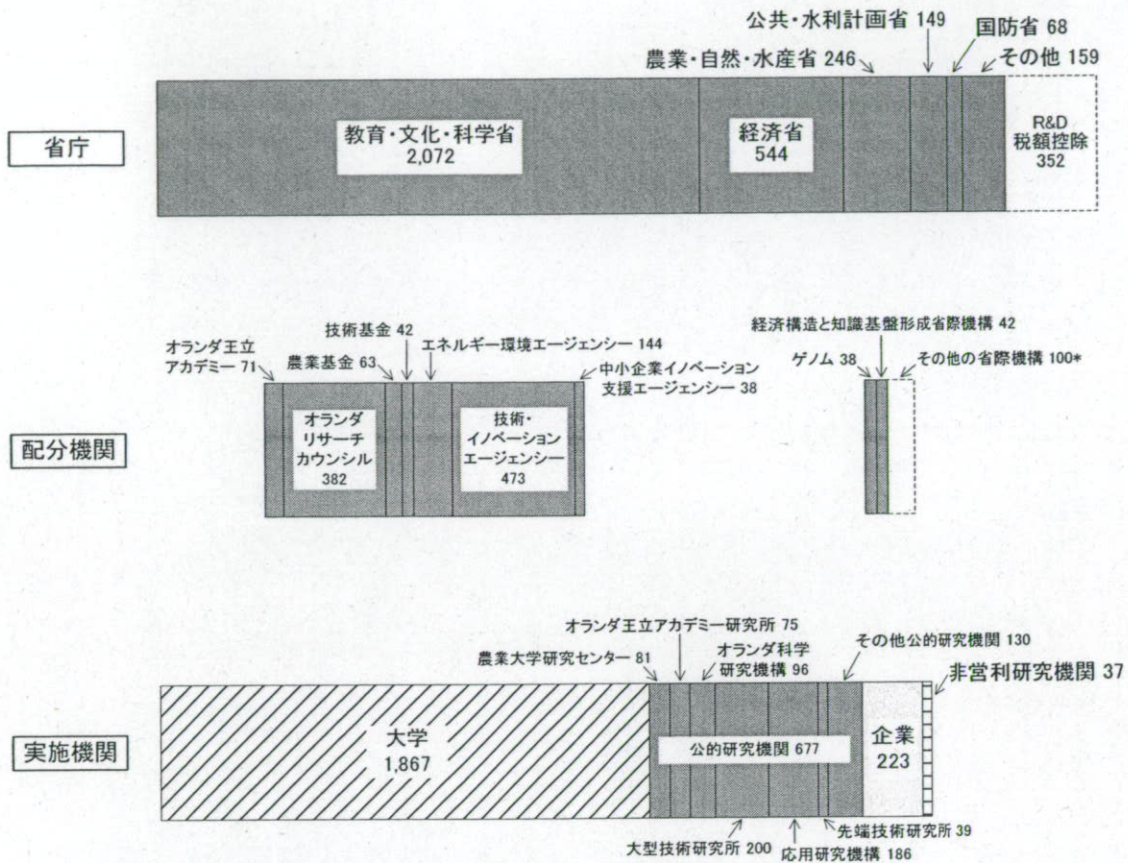 公共・水利計画省 149
国防省 68
農業・自然・水産省 246
その他 159
省庁
教育・文化・科学省
2,072
経済省
544
R&D
税額控除
352
経済構造と知識基盤形成省際機構 42
技術基金 42
オランダ王立
アカデミー 71
農業基金 63
エネルギー環境エージェンシー 144
中小企業イノベーション
支援エージェンシー 38
ゲノム 38
その他の省際機構 100*
配分機関
オランダ
リサーチ
カウンシル
382
技術・
イノベーション
エージェンシー
473
オランダ王立アカデミー研究所 75
その他公的研究機関 130
農業大学研究センター 81
オランダ科学
研究機構 96
非営利研究機関 37
実施機関
大学
1,867
公的研究機関 677
企業
223
先端技術研究所 39
大型技術研究所 200
応用研究機構 186